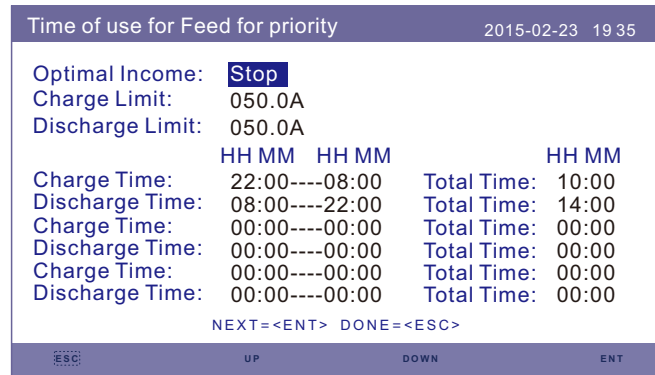 Time of use for Feed for priority 2015-02-23 19 35
Optimal Income: Stop
Charge Limit: 050.0A
Discharge Limit: 050.0A
HH MM HH MM HH MM
Charge Time: 22:00----08:00 Total Time: 10:00
Discharge Time: 08:00----22:00 Total Time: 14:00
Charge Time: 00:00----00:00 Total Time: 00:00
Discharge Time: 00:00----00:00 Total Time: 00:00
Charge Time: 00:00----00:00 Total Time: 00:00
Discharge Time: 00:00----00:00 Total Time: 00:00
NEXT=<ENT> DONE=<ESC>
ESC UP DOWN ENT